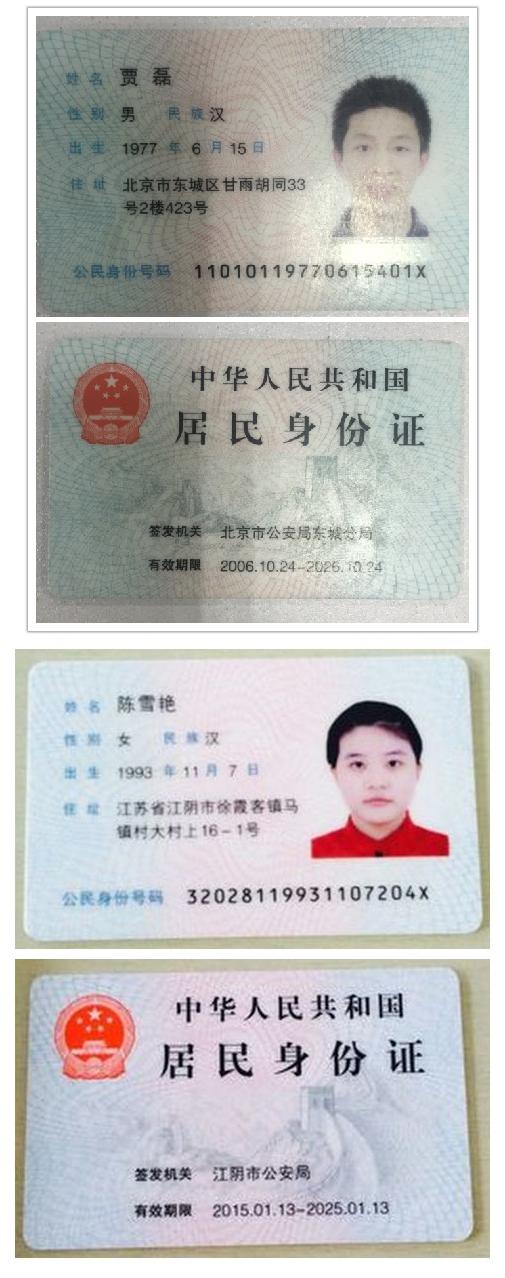 姓名 贾磊
性别 男 民族 汉
出生 1977 年 6 月 15 日
住址 北京市东城区甘雨胡同33
号2楼423号
公民身份号码 11010119770615401X
中华人民共和国
居民身份证
签发机关 北京市公安局东城分局
有效期限 2006.10.24-2026.10.24
姓名 陈雪艳
性别 女 民族 汉
出生 1993 年 11 月 7 日
住址 江苏省江阴市徐霞客镇马
镇村大村上16-1号
公民身份号码 32028119931107204X
中华人民共和国
居民身份证
签发机关 江阴市公安局
有效期限 2015.01.13-2025.01.13